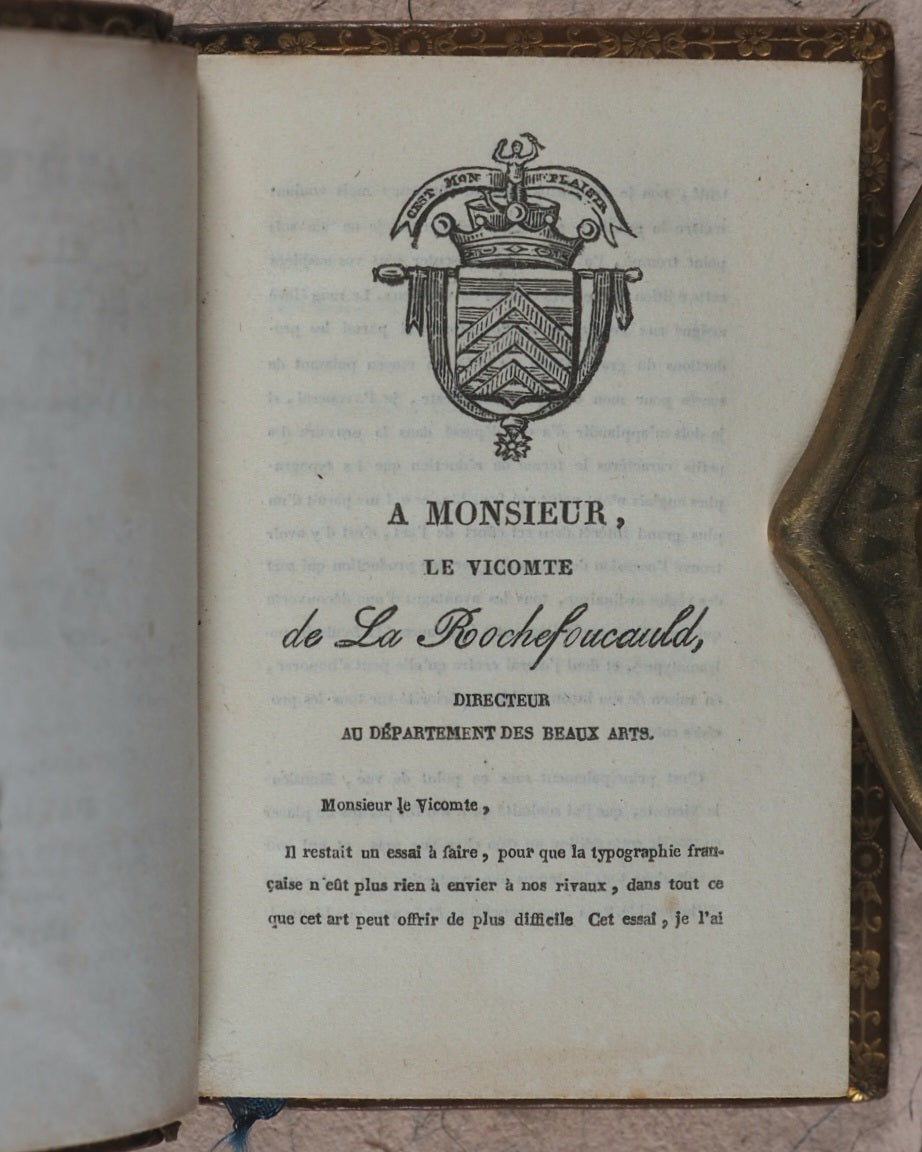 C'EST MON PLAISIR
A MONSIEUR,
LE VICOMTE
de La Rochefoucauld,
DIRECTEUR
AU DÉPARTEMENT DES BEAUX ARTS.
Monsieur le Vicomte,
Il restait un essai à faire, pour que la typographie fran-
çaise n'eût plus rien à envier à nos rivaux, dans tout ce
que cet art peut offrir de plus difficile Cet essai, je l'ai